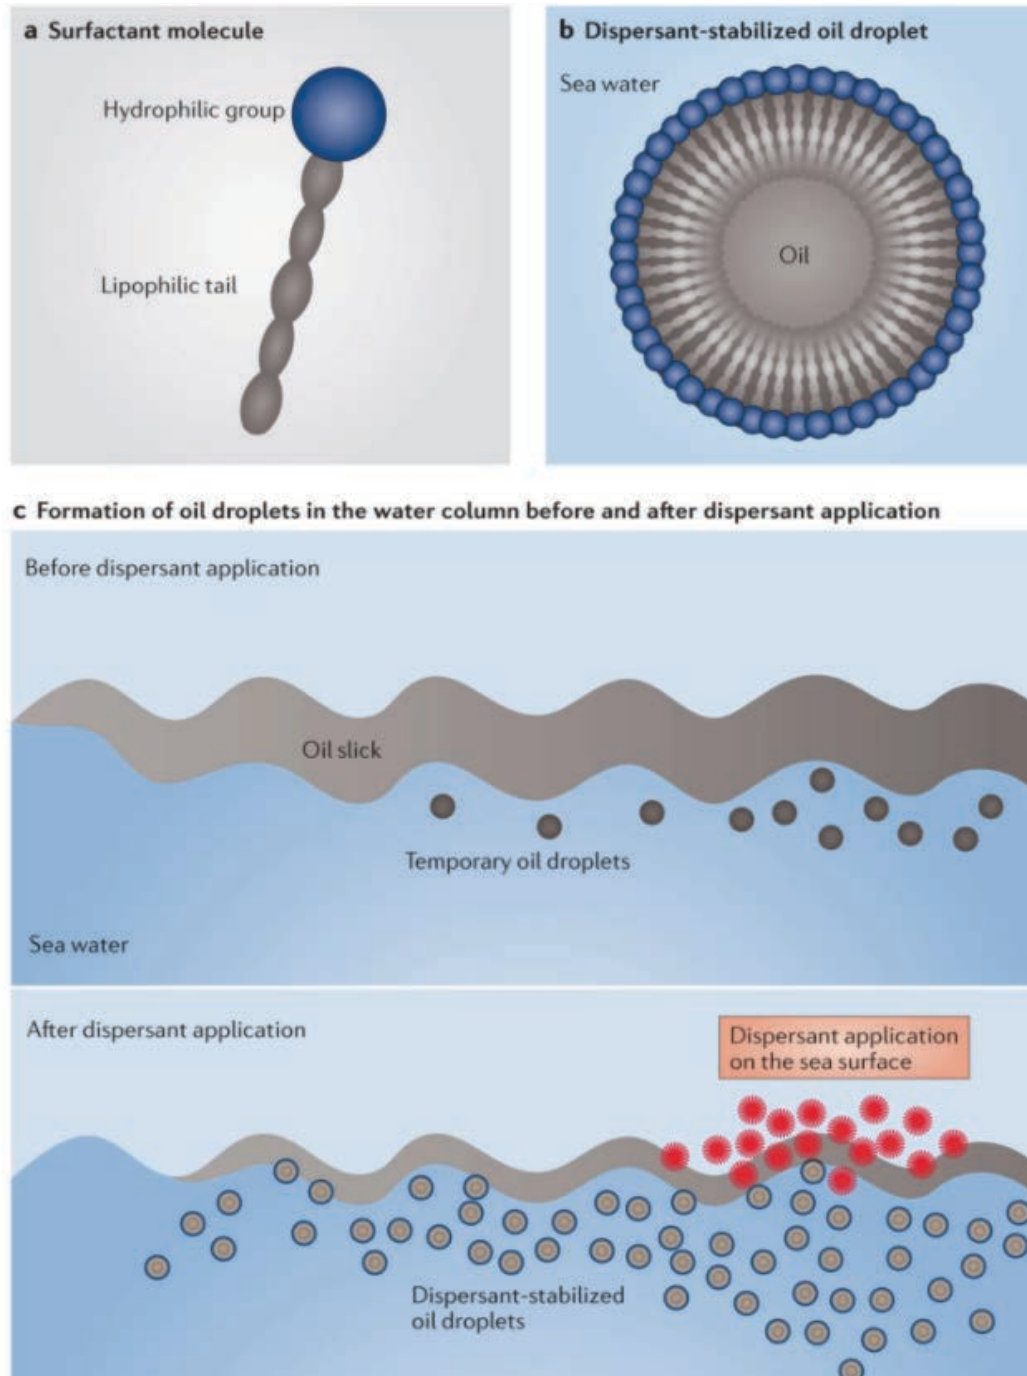 a Surfactant molecule
Hydrophilic group
Lipophilic tail
b Dispersant-stabilized oil droplet
Sea water
Oil
c Formation of oil droplets in the water column before and after dispersant application
Before dispersant application
Oil slick
Temporary oil droplets
Sea water
After dispersant application
Dispersant application
on the sea surface
Dispersant-stabilized
oil droplets